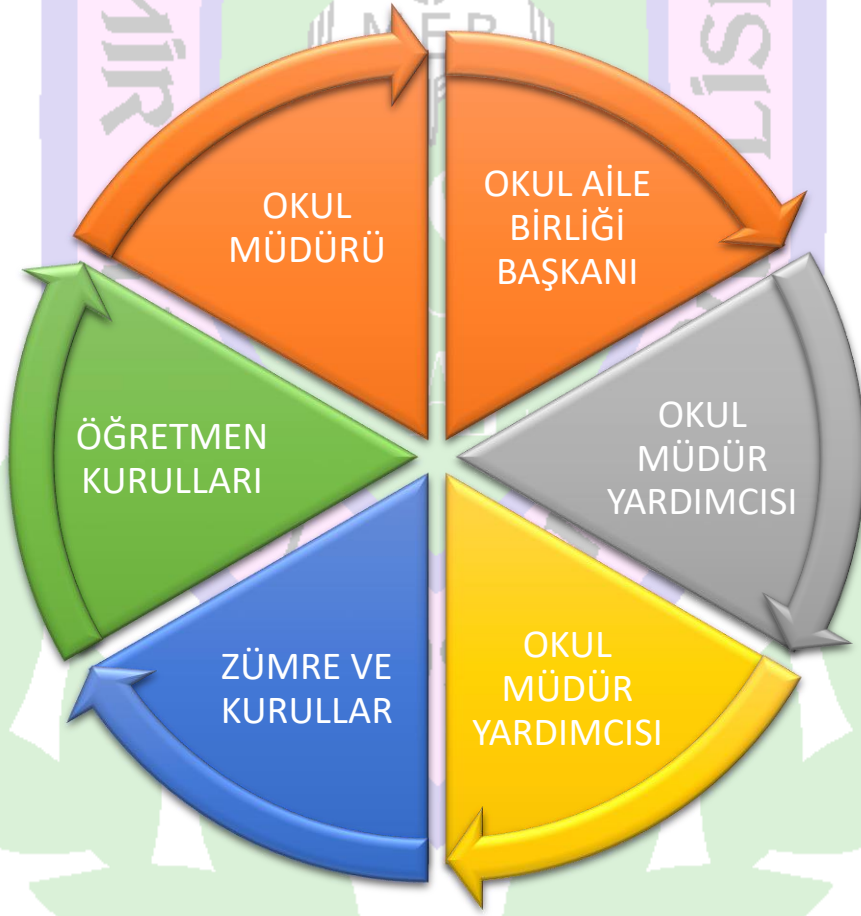 OKUL
MÜDÜRÜ
OKUL AİLE
BİRLİĞİ
BAŞKANI
OKUL
MÜDÜR
YARDIMCISI
OKUL
MÜDÜR
YARDIMCISI
ZÜMRE VE
KURULLAR
ÖĞRETMEN
KURULLARI